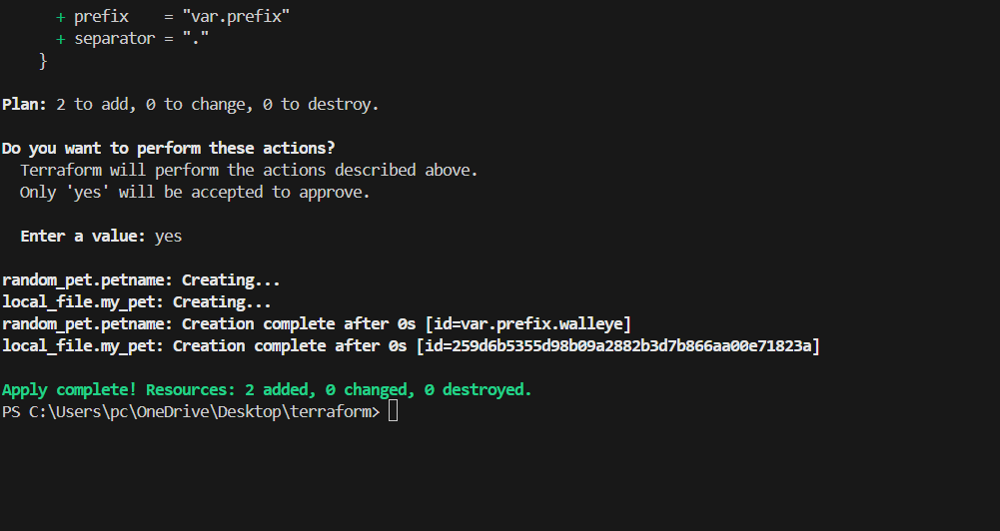 + prefix    = "var.prefix"
+ separator = "."
}
Plan: 2 to add, 0 to change, 0 to destroy.
Do you want to perform these actions?
Terraform will perform the actions described above.
Only 'yes' will be accepted to approve.
Enter a value: yes
random_pet.petname: Creating...
local_file.my_pet: Creating...
random_pet.petname: Creation complete after 0s [id=var.prefix.walleye]
local_file.my_pet: Creation complete after 0s [id=259d6b5355d98b09a2882b3d7b866aa00e71823a]
Apply complete! Resources: 2 added, 0 changed, 0 destroyed.
PS C:\Users\pc\OneDrive\Desktop\terraform>